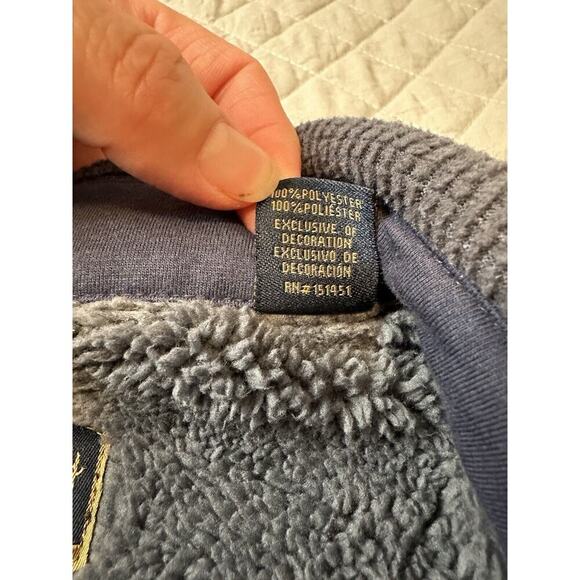 100%POLYESTER
100%POLIÉSTER
EXCLUSIVE OF
DECORATION
EXCLUSIVO DE
DECORACIÓN
RN#151451